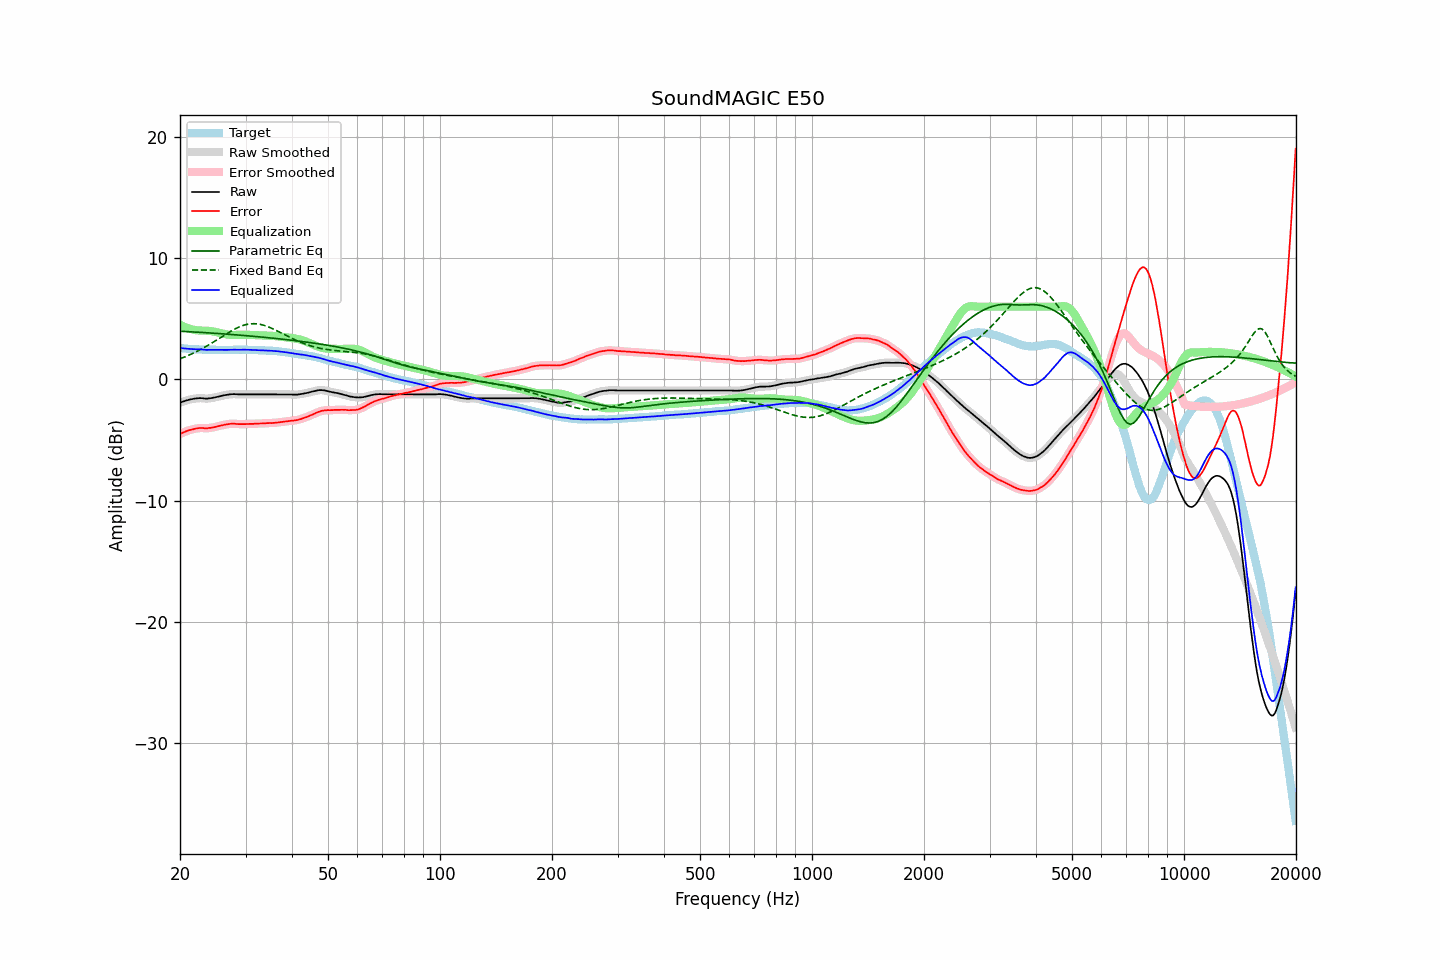 SoundMAGIC E50
Target
Raw Smoothed
Error Smoothed
Raw
Error
Equalization
Parametric Eq
Fixed Band Eq
Equalized
20
10
0
−10
−20
−30
Amplitude (dBr)
20
50
100
200
500
1000
2000
5000
10000
20000
Frequency (Hz)